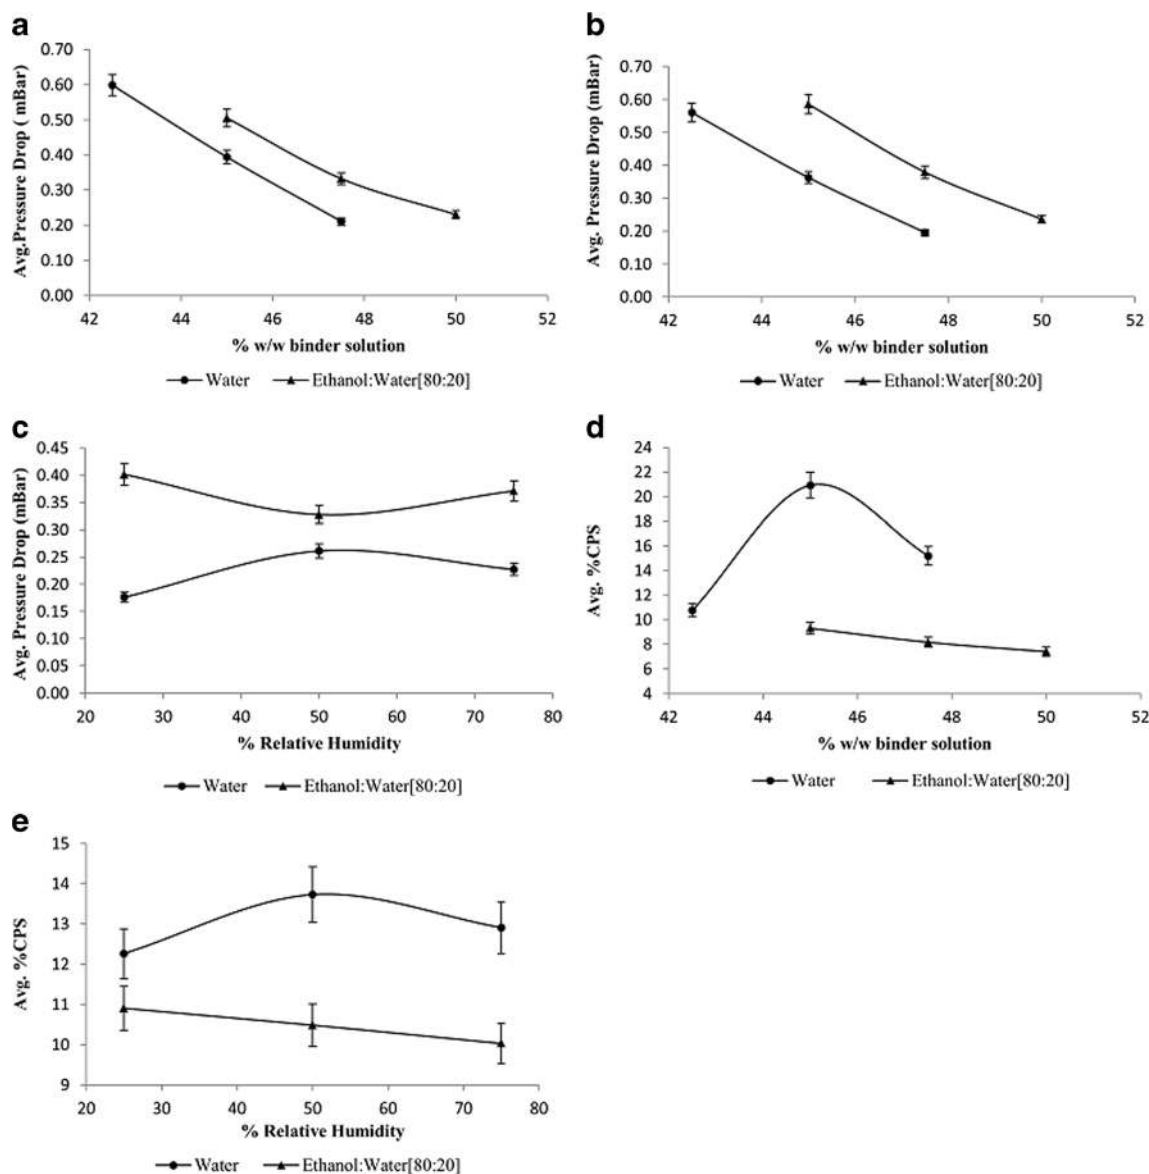 a
0.70
0.60
0.50
0.40
0.30
0.20
0.10
0.00
Avg.Pressure Drop ( mBar)
42 44 46 48 50 52
% w/w binder solution
Water Ethanol:Water[80:20]
b
0.70
0.60
0.50
0.40
0.30
0.20
0.10
0.00
Avg. Pressure Drop (mBar)
42 44 46 48 50 52
% w/w binder solution
Water Ethanol:Water[80:20]
c
0.45
0.40
0.35
0.30
0.25
0.20
0.15
0.10
0.05
0.00
Avg. Pressure Drop (mBar)
20 30 40 50 60 70 80
% Relative Humidity
Water Ethanol:Water[80:20]
d
24
22
20
18
16
14
12
10
8
6
4
Avg. %CPS
42 44 46 48 50 52
% w/w binder solution
Water Ethanol:Water[80:20]
e
15
14
13
12
11
10
9
Avg. %CPS
20 30 40 50 60 70 80
% Relative Humidity
Water Ethanol:Water[80:20]